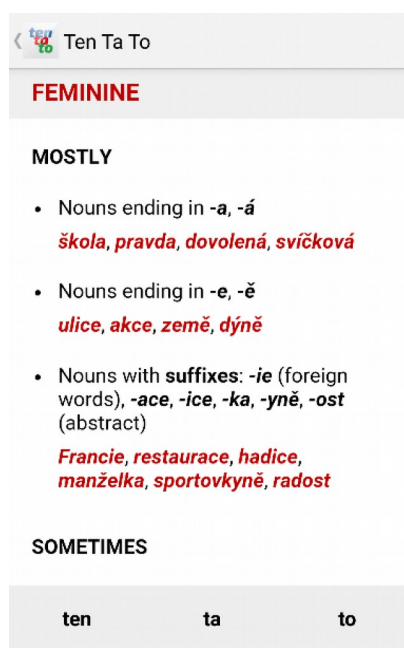 ten
ta
to
Ten Ta To
FEMININE
MOSTLY
• Nouns ending in -a, -á
škola, pravda, dovolená, svíčková
• Nouns ending in -e, -ě
ulice, akce, země, dýně
• Nouns with suffixes: -ie (foreign
words), -ace, -ice, -ka, -yně, -ost
(abstract)
Francie, restaurace, hadice,
manželka, sportovkyně, radost
SOMETIMES
ten ta to